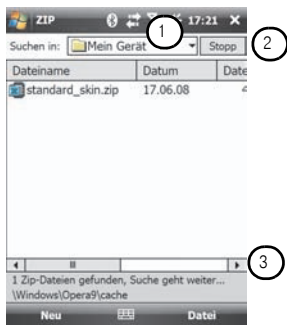 ZIP 17:21
1
Suchen in: Mein Gerät Stopp
2
Dateiname Datum Date
standard_skin.zip 17.06.08
3
1 Zip-Dateien gefunden, Suche geht weiter...
\Windows\Opera9\cache
Neu Datei